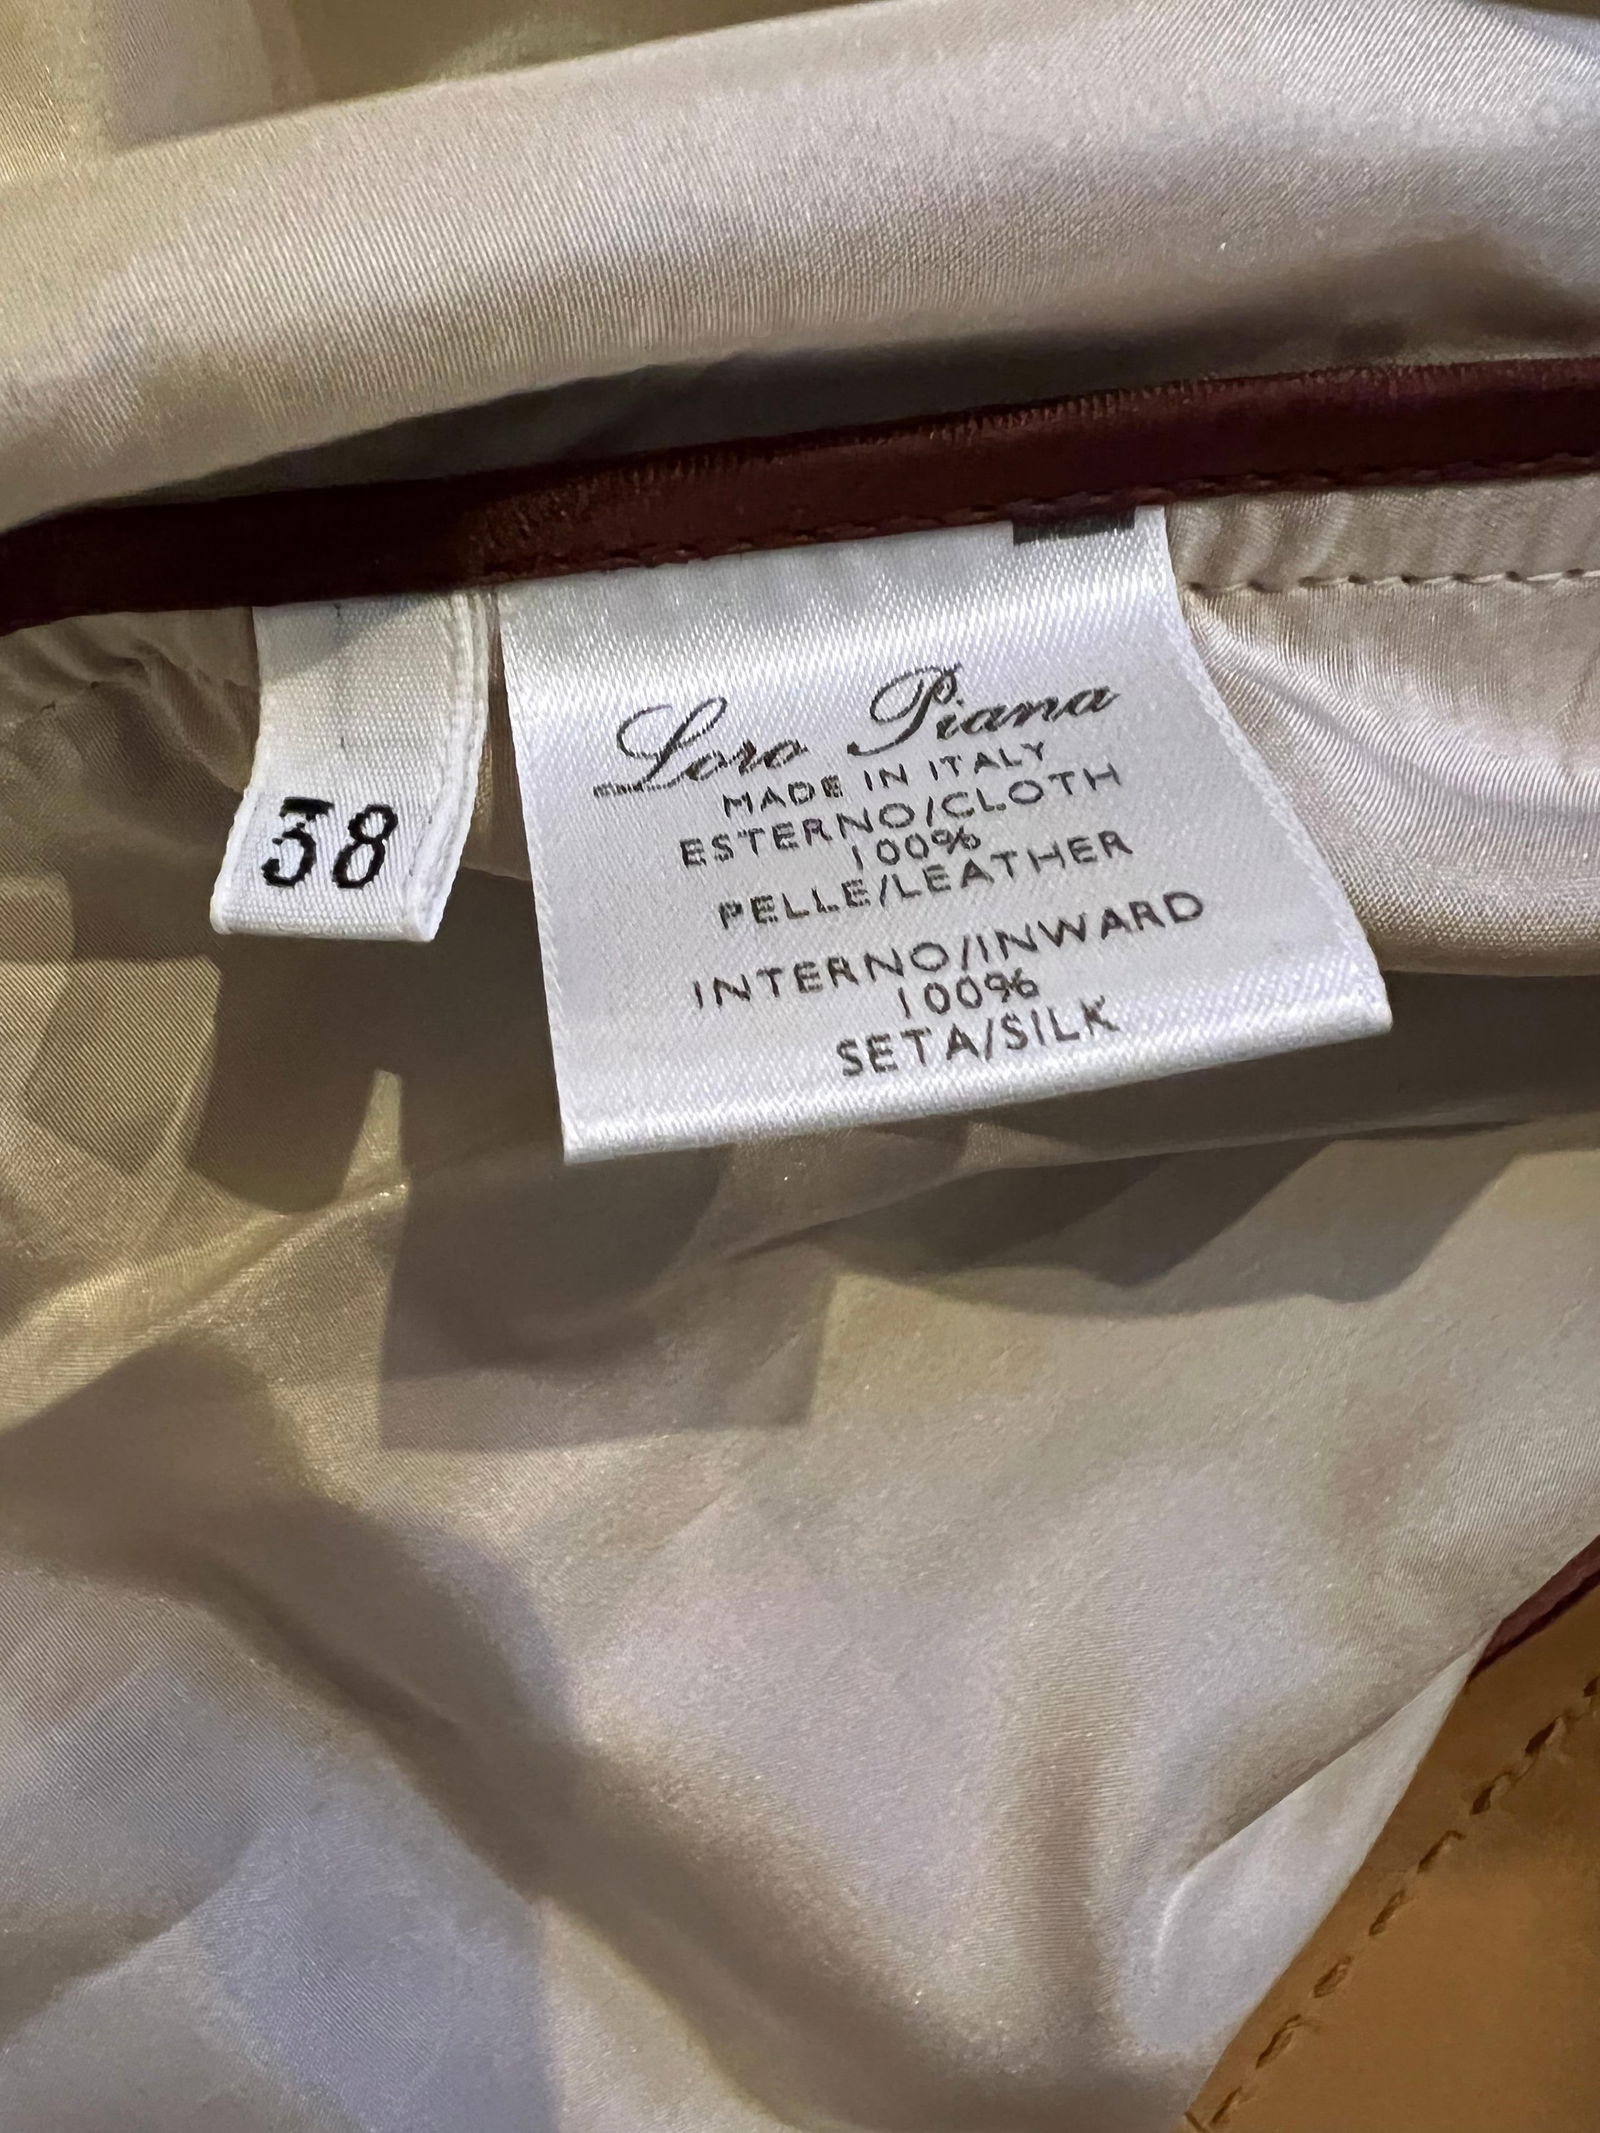 38
Loro Piana
MADE IN ITALY
ESTERNO/CLOTH
100%
PELLE/LEATHER
INTERNO/INWARD
100%
SETA/SILK